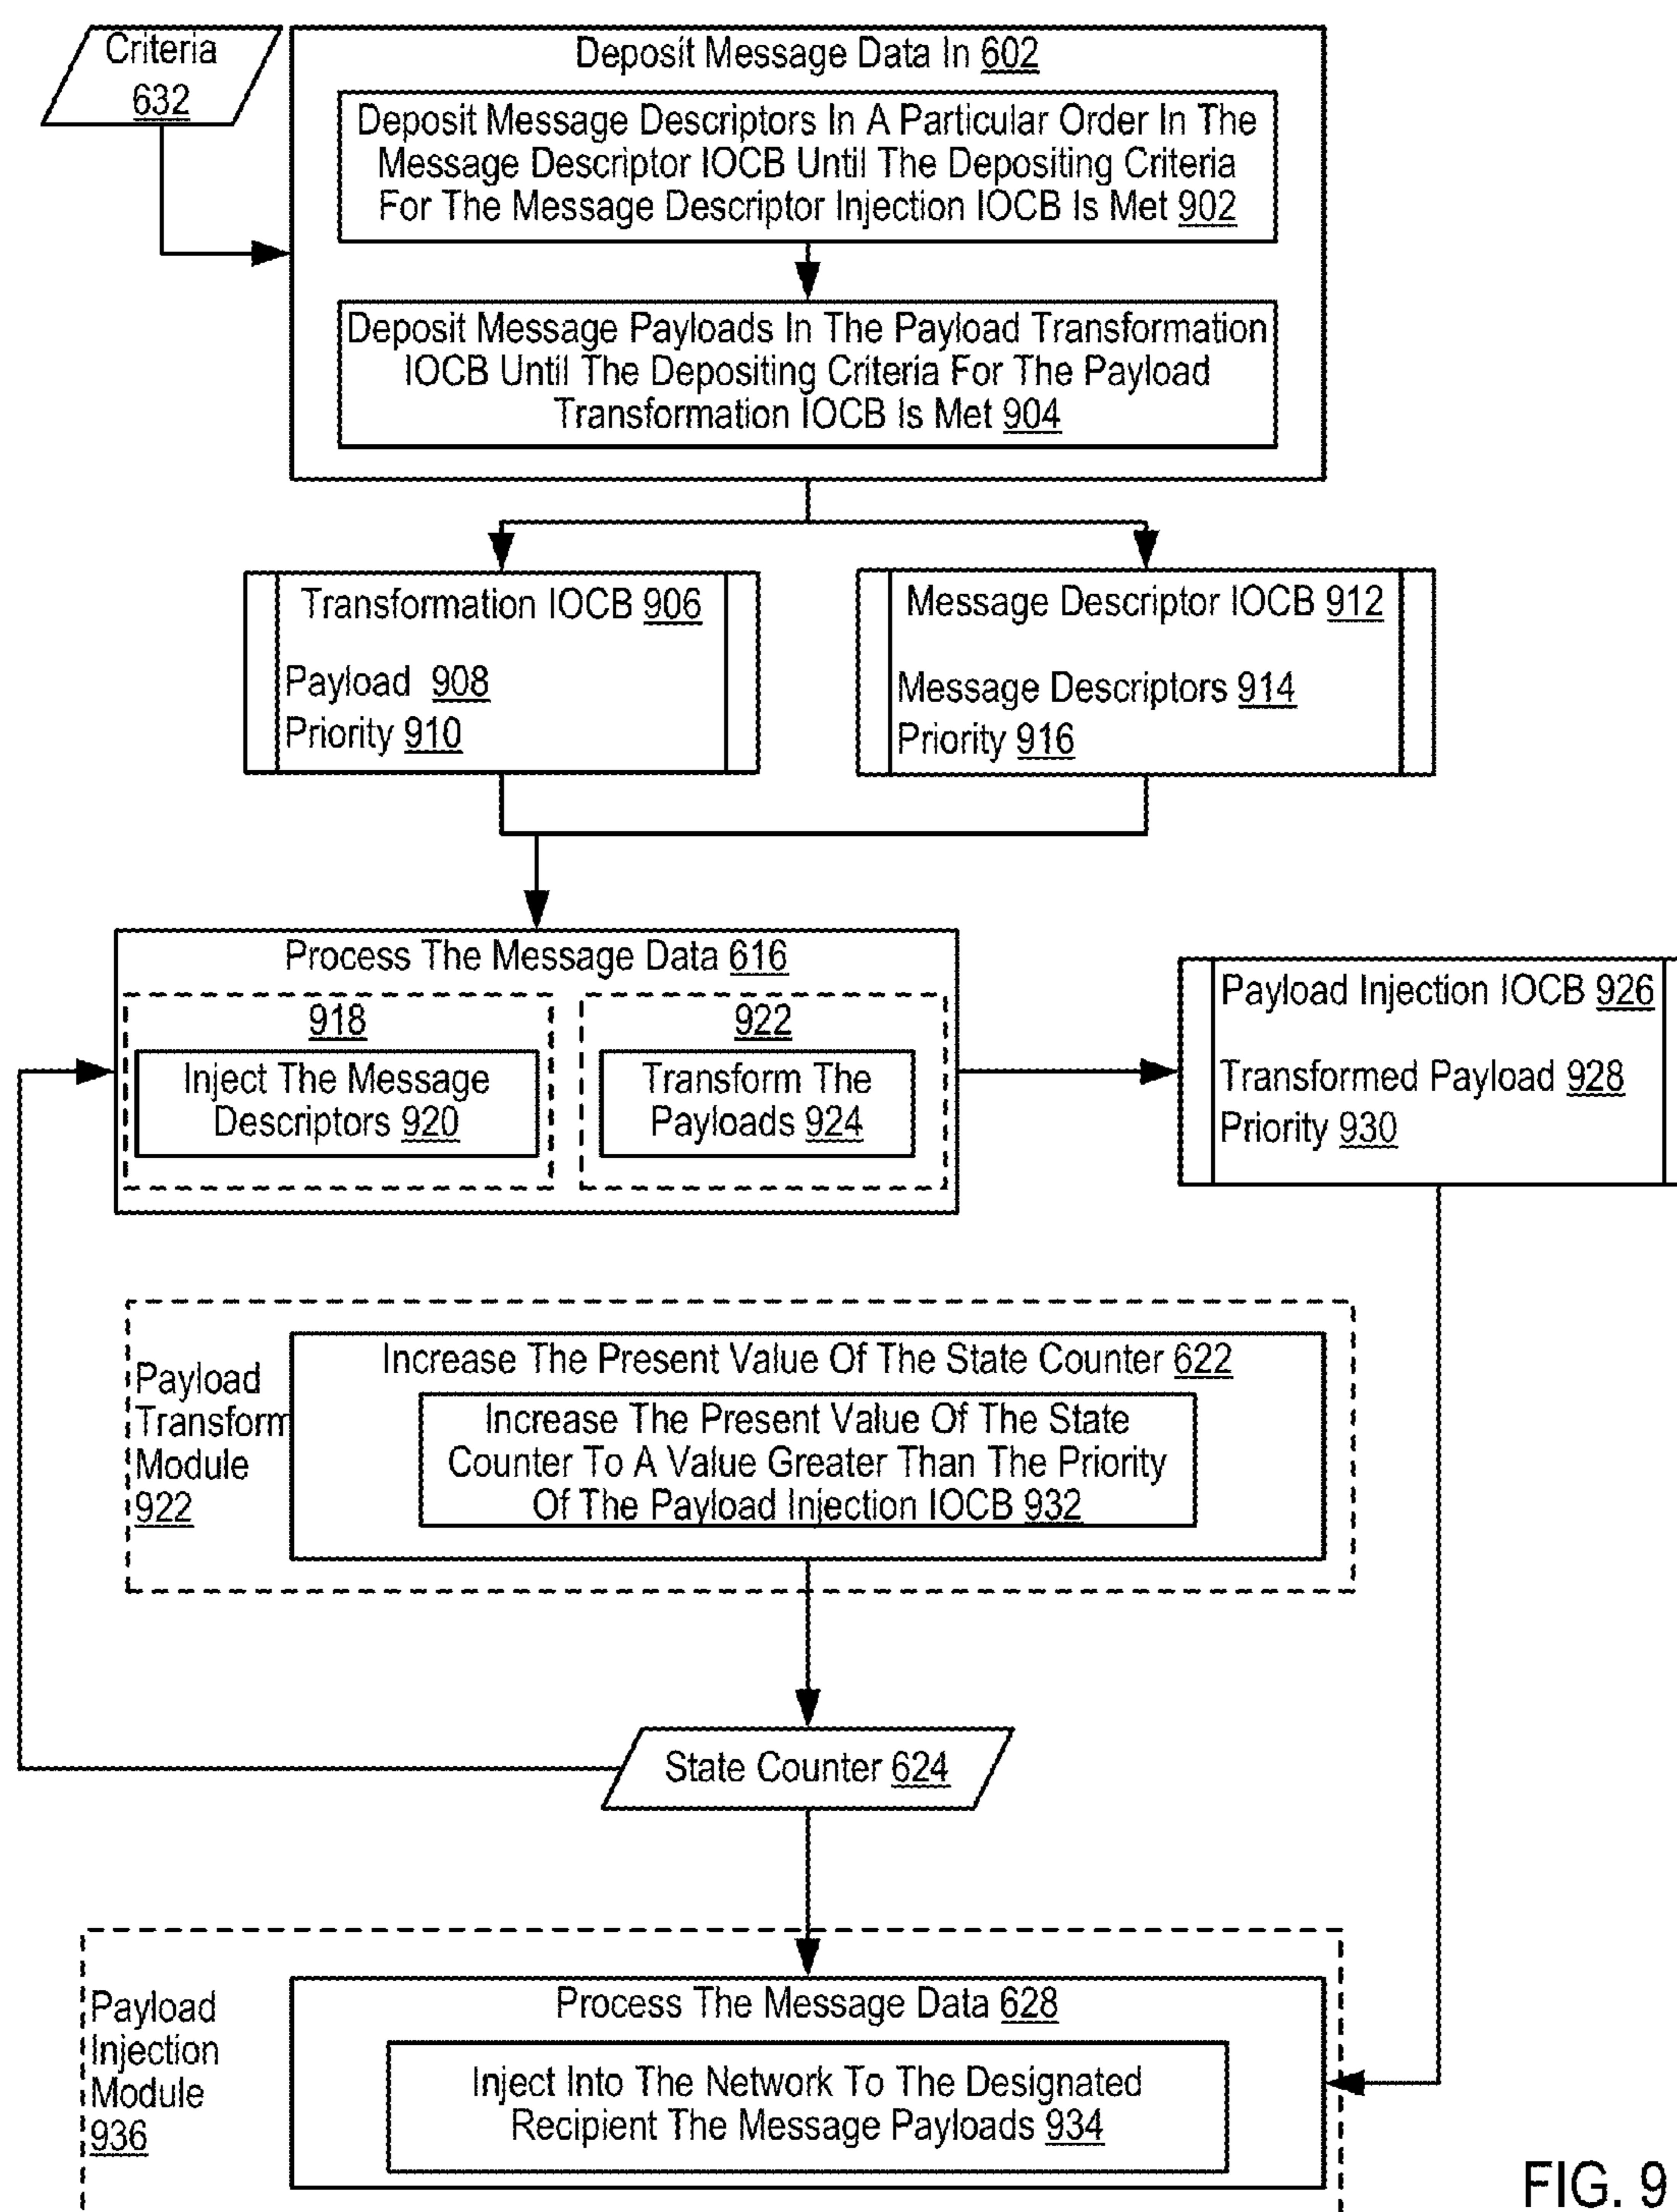 Criteria
632
Deposit Message Data In 602
Deposit Message Descriptors In A Particular Order In The
Message Descriptor IOCB Until The Depositing Criteria
For The Message Descriptor Injection IOCB Is Met 902
Deposit Message Payloads In The Payload Transformation
IOCB Until The Depositing Criteria For The Payload
Transformation IOCB Is Met 904
Transformation IOCB 906
Payload 908
Priority 910
Message Descriptor IOCB 912
Message Descriptors 914
Priority 916
Process The Message Data 616
918
Inject The Message
Descriptors 920
922
Transform The
Payloads 924
Payload Injection IOCB 926
Transformed Payload 928
Priority 930
Payload
Transform
Module
922
Increase The Present Value Of The State Counter 622
Increase The Present Value Of The State
Counter To A Value Greater Than The Priority
Of The Payload Injection IOCB 932
State Counter 624
Payload
Injection
Module
936
Process The Message Data 628
Inject Into The Network To The Designated
Recipient The Message Payloads 934
FIG. 9